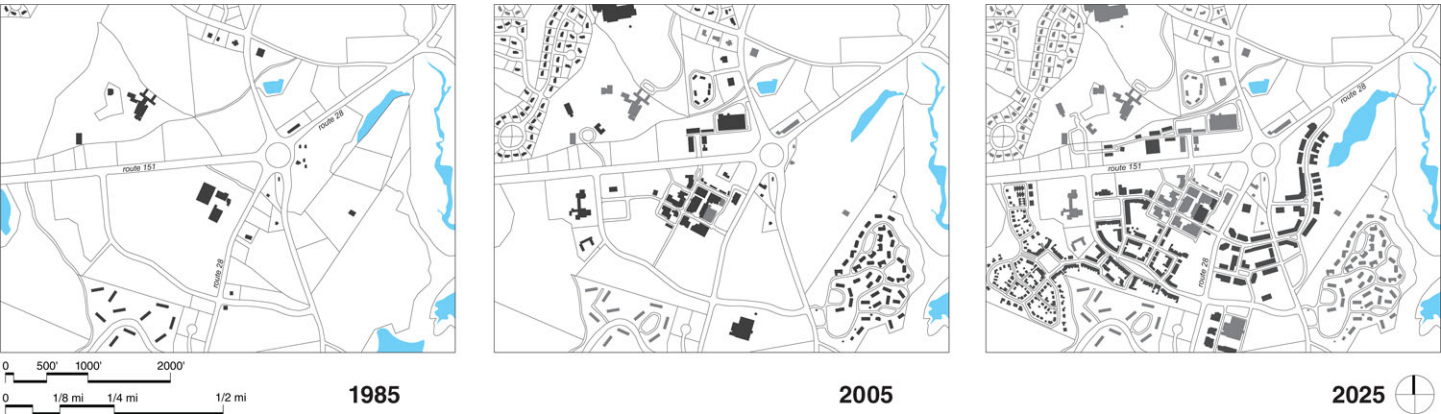 route 28
route 151
route 28
route 28
route 151
route 28
0 500' 1000' 2000'
0 1/8 mi 1/4 mi 1/2 mi
1985
2005
2025